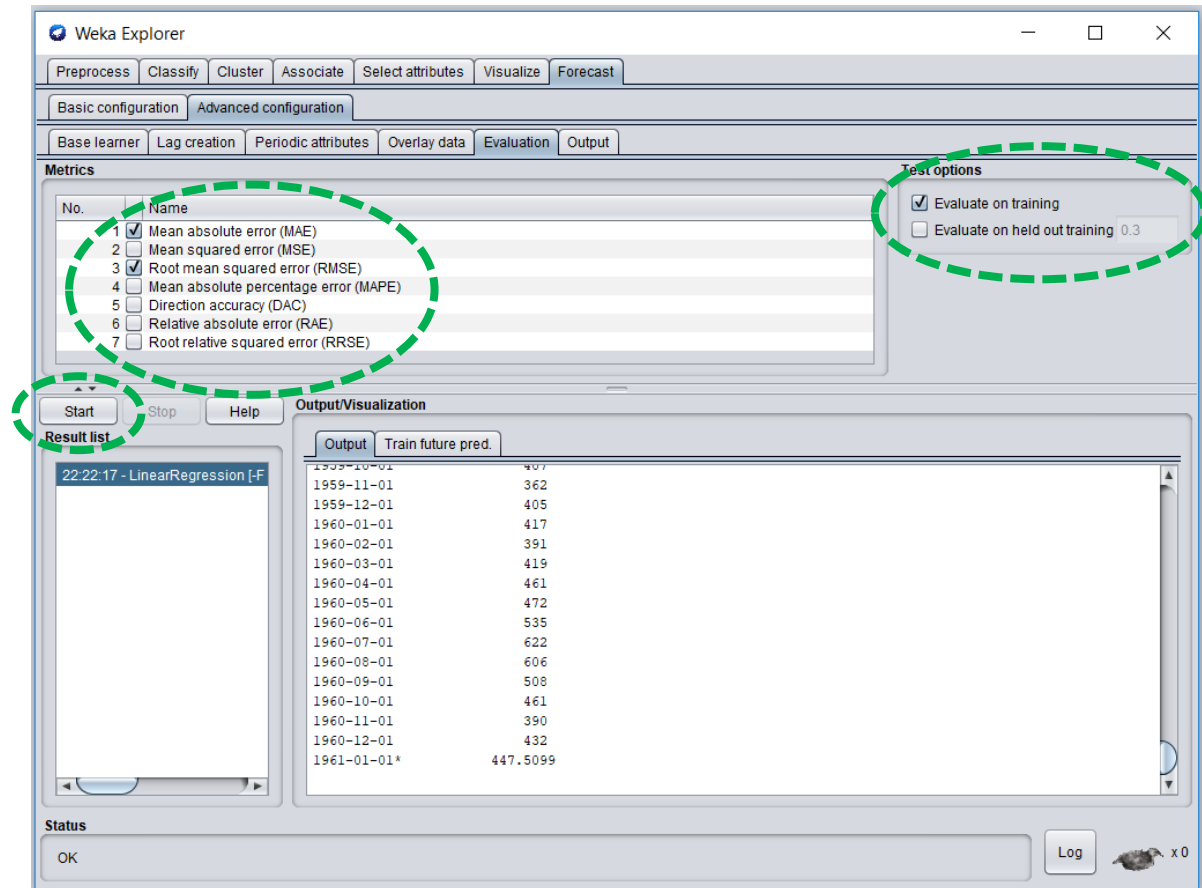 Weka Explorer
Preprocess Classify Cluster Associate Select attributes Visualize Forecast
Basic configuration Advanced configuration
Base learner Lag creation Periodic attributes Overlay data Evaluation Output
Metrics
No. Name
1 Mean absolute error (MAE)
2 Mean squared error (MSE)
3 Root mean squared error (RMSE)
4 Mean absolute percentage error (MAPE)
5 Direction accuracy (DAC)
6 Relative absolute error (RAE)
7 Root relative squared error (RRSE)
Test options
Evaluate on training
Evaluate on held out training 0.3
Start Stop Help
Result list
22:22:17 - LinearRegression [-F
Output/Visualization
Output Train future pred.
1959-10-01 407
1959-11-01 362
1959-12-01 405
1960-01-01 417
1960-02-01 391
1960-03-01 419
1960-04-01 461
1960-05-01 472
1960-06-01 535
1960-07-01 622
1960-08-01 606
1960-09-01 508
1960-10-01 461
1960-11-01 390
1960-12-01 432
1961-01-01* 447.5099
Status
OK
Log x 0